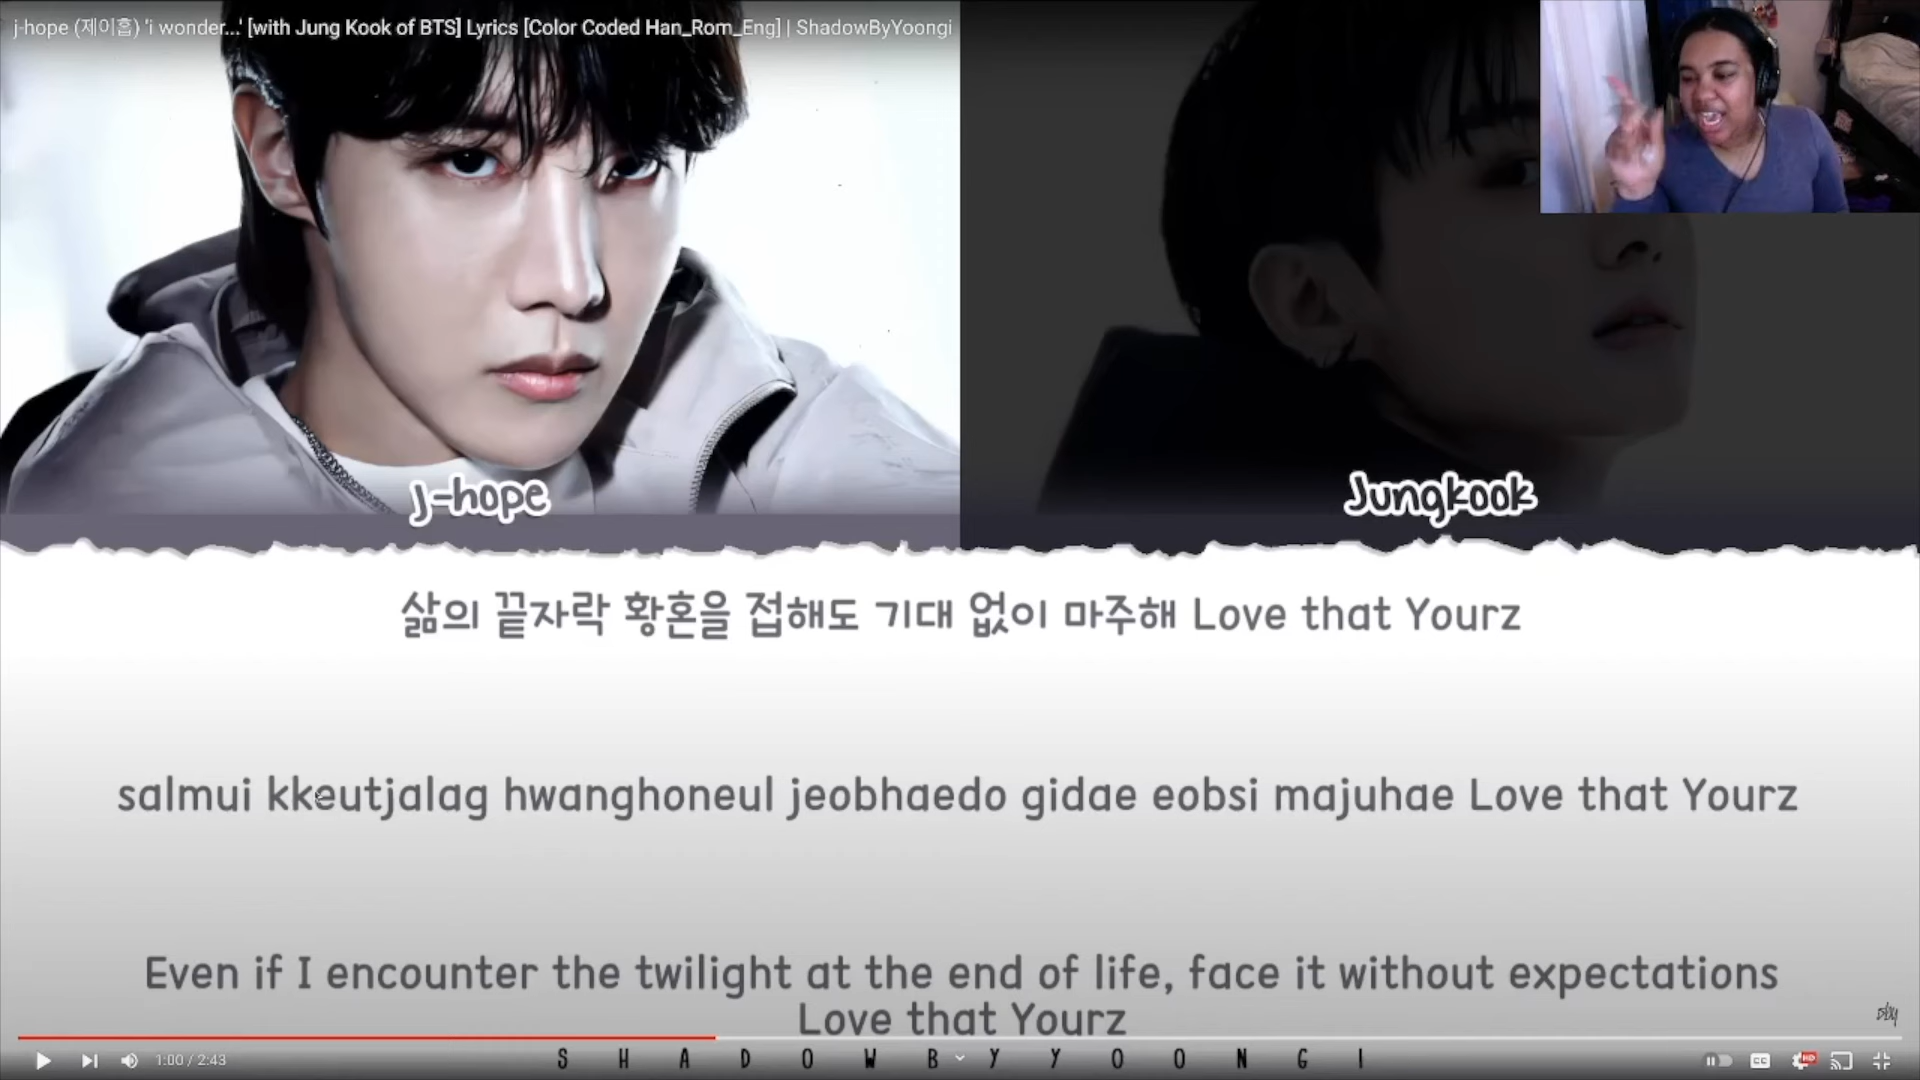 j-hope (제이홉) 'i wonder...' [with Jung Kook of BTS] Lyrics [Color Coded Han_Rom_Eng] | ShadowByYoongi
j-hope
Jungkook
삶의 끝자락 황혼을 접해도 기대 없이 마주해 Love that Yourz
salmui kkeutjalag hwanghoneul jeobhaedo gidae eobsi majuhae Love that Yourz
Even if I encounter the twilight at the end of life, face it without expectations
Love that Yourz
sby
1:00 / 2:43
S H A D O W B Y Y O O N G I
CC
HD